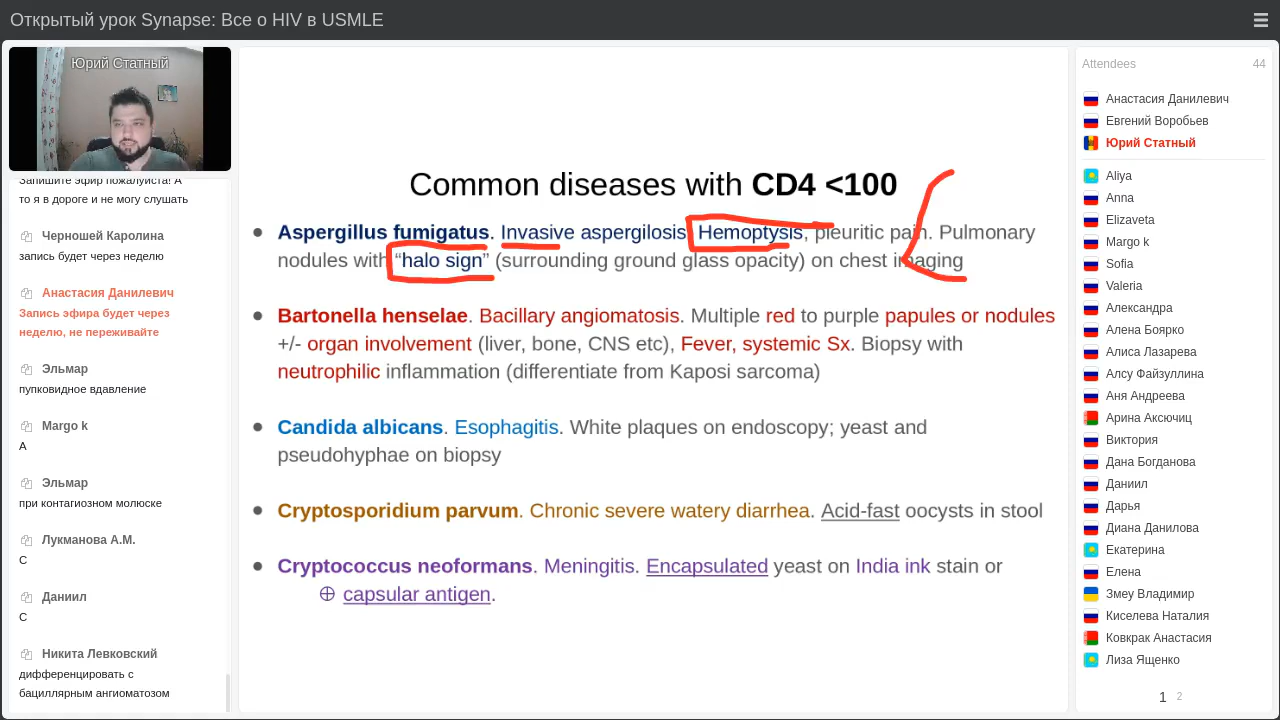 Открытый урок Synapse: Все о HIV в USMLE
Юрий Статный
Запишите эфир пожалуйста! А
то я в дороге и не могу слушать
Черношей Каролина
запись будет через неделю
Анастасия Данилевич
Запись эфира будет через
неделю, не переживайте
Эльмар
пупковидное вдавление
Margo k
А
Эльмар
при контагиозном молюске
Лукманова А.М.
С
Даниил
С
Никита Левковский
дифференцировать с
бациллярным ангиоматозом
Common diseases with CD4 <100
● Aspergillus fumigatus. Invasive aspergilosis. Hemoptysis, pleuritic pain. Pulmonary
nodules with “halo sign” (surrounding ground glass opacity) on chest imaging
● Bartonella henselae. Bacillary angiomatosis. Multiple red to purple papules or nodules
+/- organ involvement (liver, bone, CNS etc), Fever, systemic Sx. Biopsy with
neutrophilic inflammation (differentiate from Kaposi sarcoma)
● Candida albicans. Esophagitis. White plaques on endoscopy; yeast and
pseudohyphae on biopsy
● Cryptosporidium parvum. Chronic severe watery diarrhea. Acid-fast oocysts in stool
● Cryptococcus neoformans. Meningitis. Encapsulated yeast on India ink stain or
⊕ capsular antigen.
Attendees 44
Анастасия Данилевич
Евгений Воробьев
Юрий Статный
Aliya
Anna
Elizaveta
Margo k
Sofia
Valeria
Александра
Алена Боярко
Алиса Лазарева
Алсу Файзуллина
Аня Андреева
Арина Аксючиц
Виктория
Дана Богданова
Даниил
Дарья
Диана Данилова
Екатерина
Елена
Змеу Владимир
Киселева Наталия
Ковкрак Анастасия
Лиза Ященко
1 2